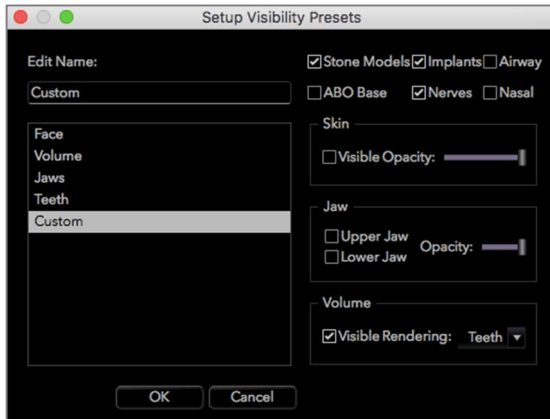 Setup Visibility Presets
Edit Name:
Custom
Face
Volume
Jaws
Teeth
Custom
OK
Cancel
Stone Models Implants Airway
ABO Base Nerves Nasal
Skin
Visible Opacity:
Jaw
Upper Jaw
Lower Jaw
Opacity:
Volume
Visible Rendering: Teeth